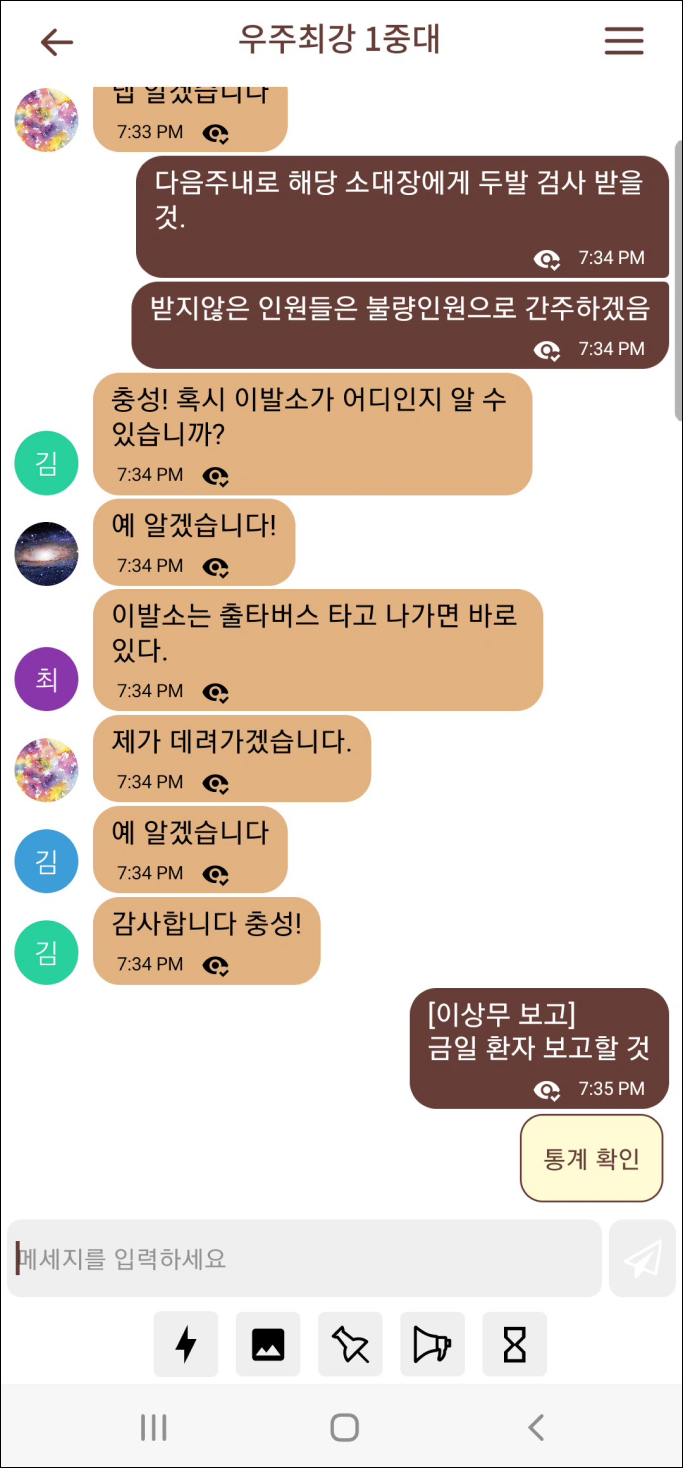 우주최강 1중대
넵 알겠습니다
7:33 PM
다음주내로 해당 소대장에게 두발 검사 받을
것.
7:34 PM
받지않은 인원들은 불량인원으로 간주하겠음
7:34 PM
충성! 혹시 이발소가 어디인지 알 수
있습니까?
김
7:34 PM
예 알겠습니다!
7:34 PM
이발소는 출타버스 타고 나가면 바로
있다.
최
7:34 PM
제가 데려가겠습니다.
7:34 PM
예 알겠습니다
김
7:34 PM
감사합니다 충성!
김
7:34 PM
[이상무 보고]
금일 환자 보고할 것
7:35 PM
통계 확인
메세지를 입력하세요